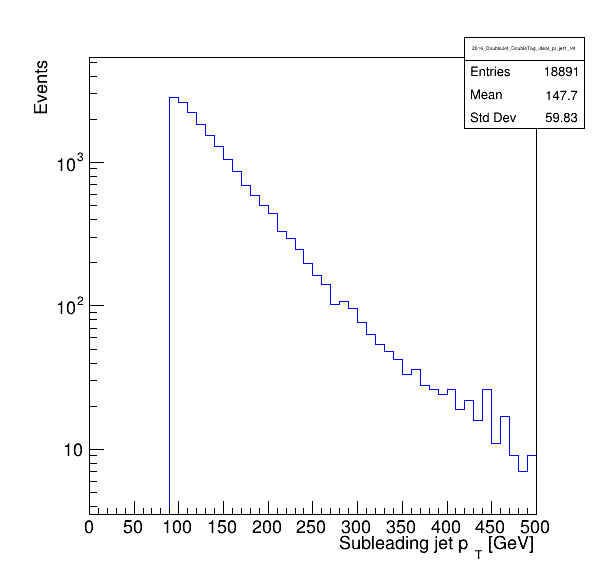 2016_DoubleJet_DoubleTag_ideal_pt_jet1_ref
Entries 18891
Mean 147.7
Std Dev 59.83
Events
10³
10²
10
0 50 100 150 200 250 300 350 400 450 500
Subleading jet p_T [GeV]